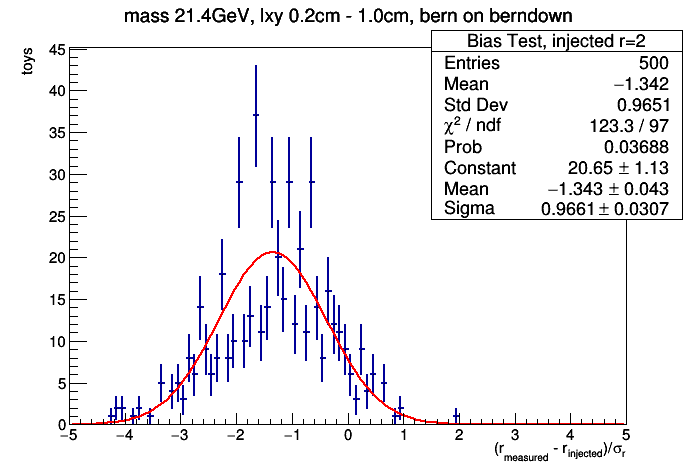 mass 21.4GeV, lxy 0.2cm - 1.0cm, bern on berndown
Bias Test, injected r=2
Entries 500
Mean −1.342
Std Dev 0.9651
χ² / ndf 123.3 / 97
Prob 0.03688
Constant 20.65 ± 1.13
Mean −1.343 ± 0.043
Sigma 0.9661 ± 0.0307
toys
45
40
35
30
25
20
15
10
5
0
−5 −4 −3 −2 −1 0 1 2 3 4 5
(r_measured - r_injected)/σ_r